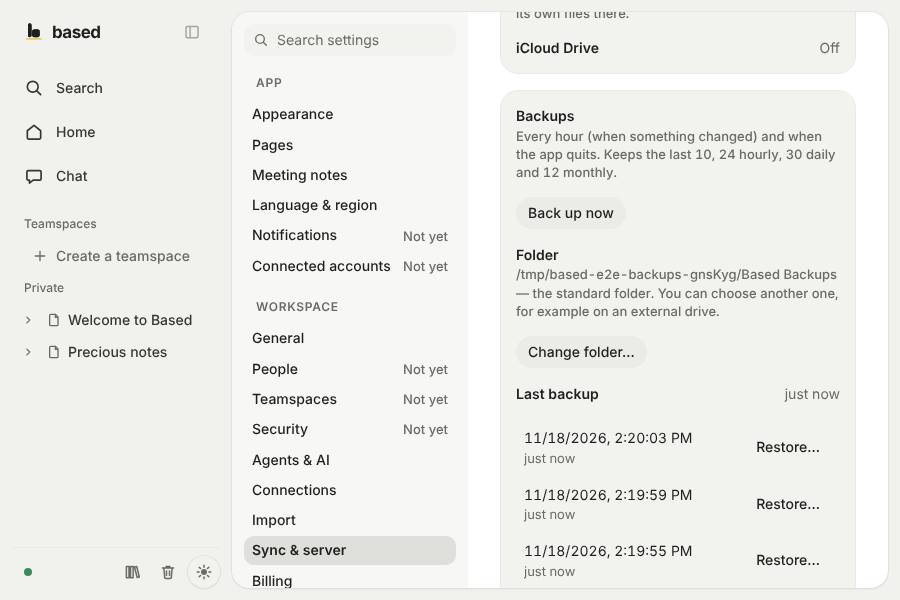 based
Search
Home
Chat
Teamspaces
Create a teamspace
Private
Welcome to Based
Precious notes
Search settings
APP
Appearance
Pages
Meeting notes
Language & region
Notifications Not yet
Connected accounts Not yet
WORKSPACE
General
People Not yet
Teamspaces Not yet
Security Not yet
Agents & AI
Connections
Import
Sync & server
Billing
its own files there.
iCloud Drive Off
Backups
Every hour (when something changed) and when
the app quits. Keeps the last 10, 24 hourly, 30 daily
and 12 monthly.
Back up now
Folder
/tmp/based-e2e-backups-gnsKyg/Based Backups
— the standard folder. You can choose another one,
for example on an external drive.
Change folder...
Last backup just now
11/18/2026, 2:20:03 PM
just now
Restore...
11/18/2026, 2:19:59 PM
just now
Restore...
11/18/2026, 2:19:55 PM
just now
Restore...